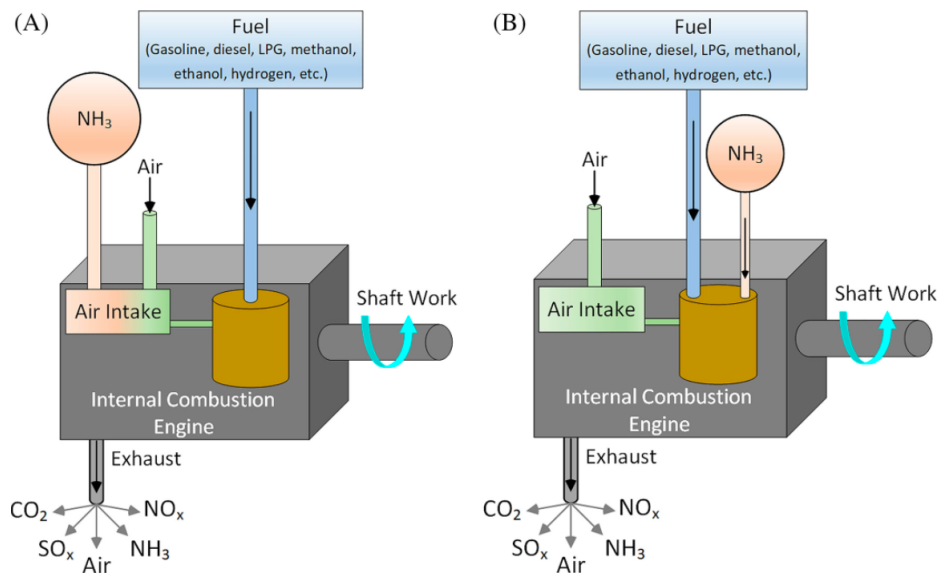 (A)
Fuel
(Gasoline, diesel, LPG, methanol,
ethanol, hydrogen, etc.)
NH₃
Air
Air Intake
Shaft Work
Internal Combustion
Engine
Exhaust
CO₂
NOₓ
SOₓ
NH₃
Air
(B)
Fuel
(Gasoline, diesel, LPG, methanol,
ethanol, hydrogen, etc.)
NH₃
Air
Air Intake
Shaft Work
Internal Combustion
Engine
Exhaust
CO₂
NOₓ
SOₓ
NH₃
Air